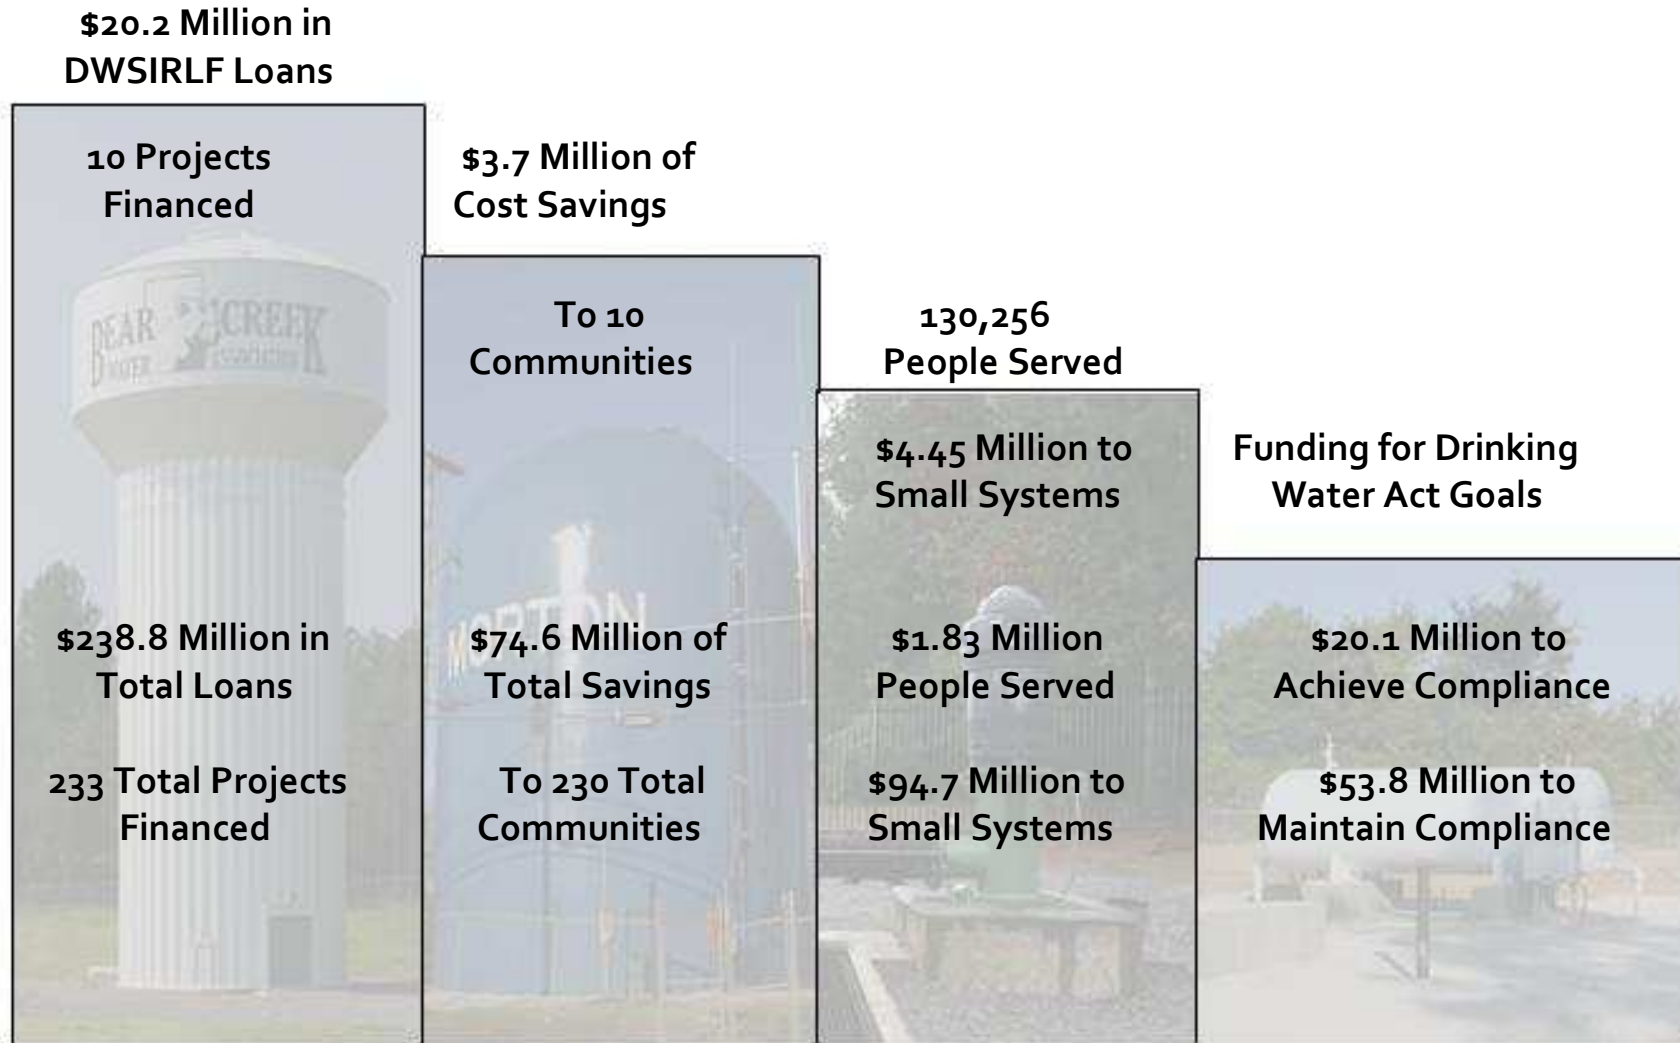 $20.2 Million in
DWSIRLF Loans
10 Projects
Financed
$238.8 Million in
Total Loans
233 Total Projects
Financed
BEAR CREEK
WATER
$3.7 Million of
Cost Savings
To 10
Communities
MORTON
$74.6 Million of
Total Savings
To 230 Total
Communities
130,256
People Served
$4.45 Million to
Small Systems
$1.83 Million
People Served
$94.7 Million to
Small Systems
Funding for Drinking
Water Act Goals
$20.1 Million to
Achieve Compliance
$53.8 Million to
Maintain Compliance